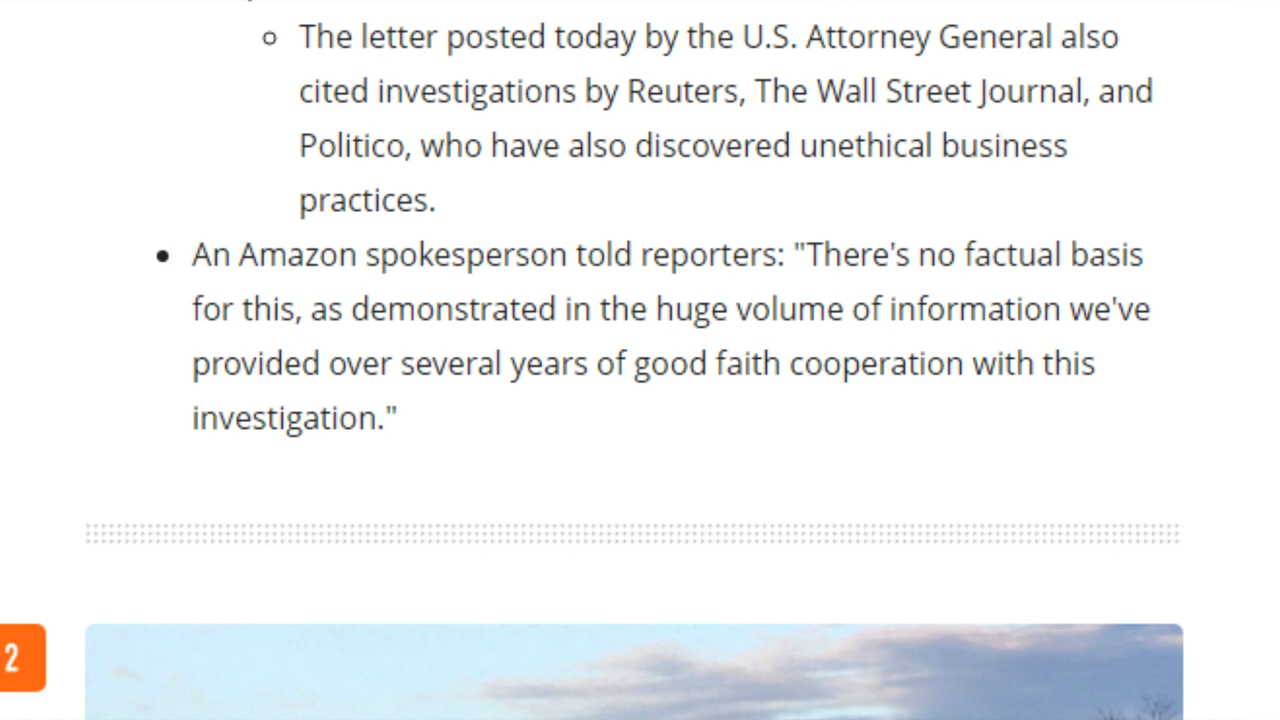 The letter posted today by the U.S. Attorney General also
cited investigations by Reuters, The Wall Street Journal, and
Politico, who have also discovered unethical business
practices.
An Amazon spokesperson told reporters: "There's no factual basis
for this, as demonstrated in the huge volume of information we've
provided over several years of good faith cooperation with this
investigation."
2